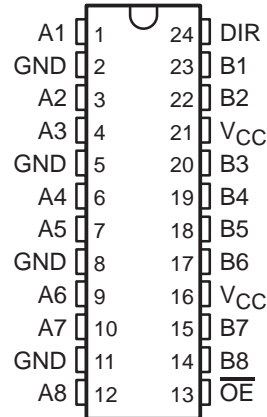 A1 1 24 DIR
GND 2 23 B1
A2 3 22 B2
A3 4 21 VCC
GND 5 20 B3
A4 6 19 B4
A5 7 18 B5
GND 8 17 B6
A6 9 16 VCC
A7 10 15 B7
GND 11 14 B8
A8 12 13 O̅E̅